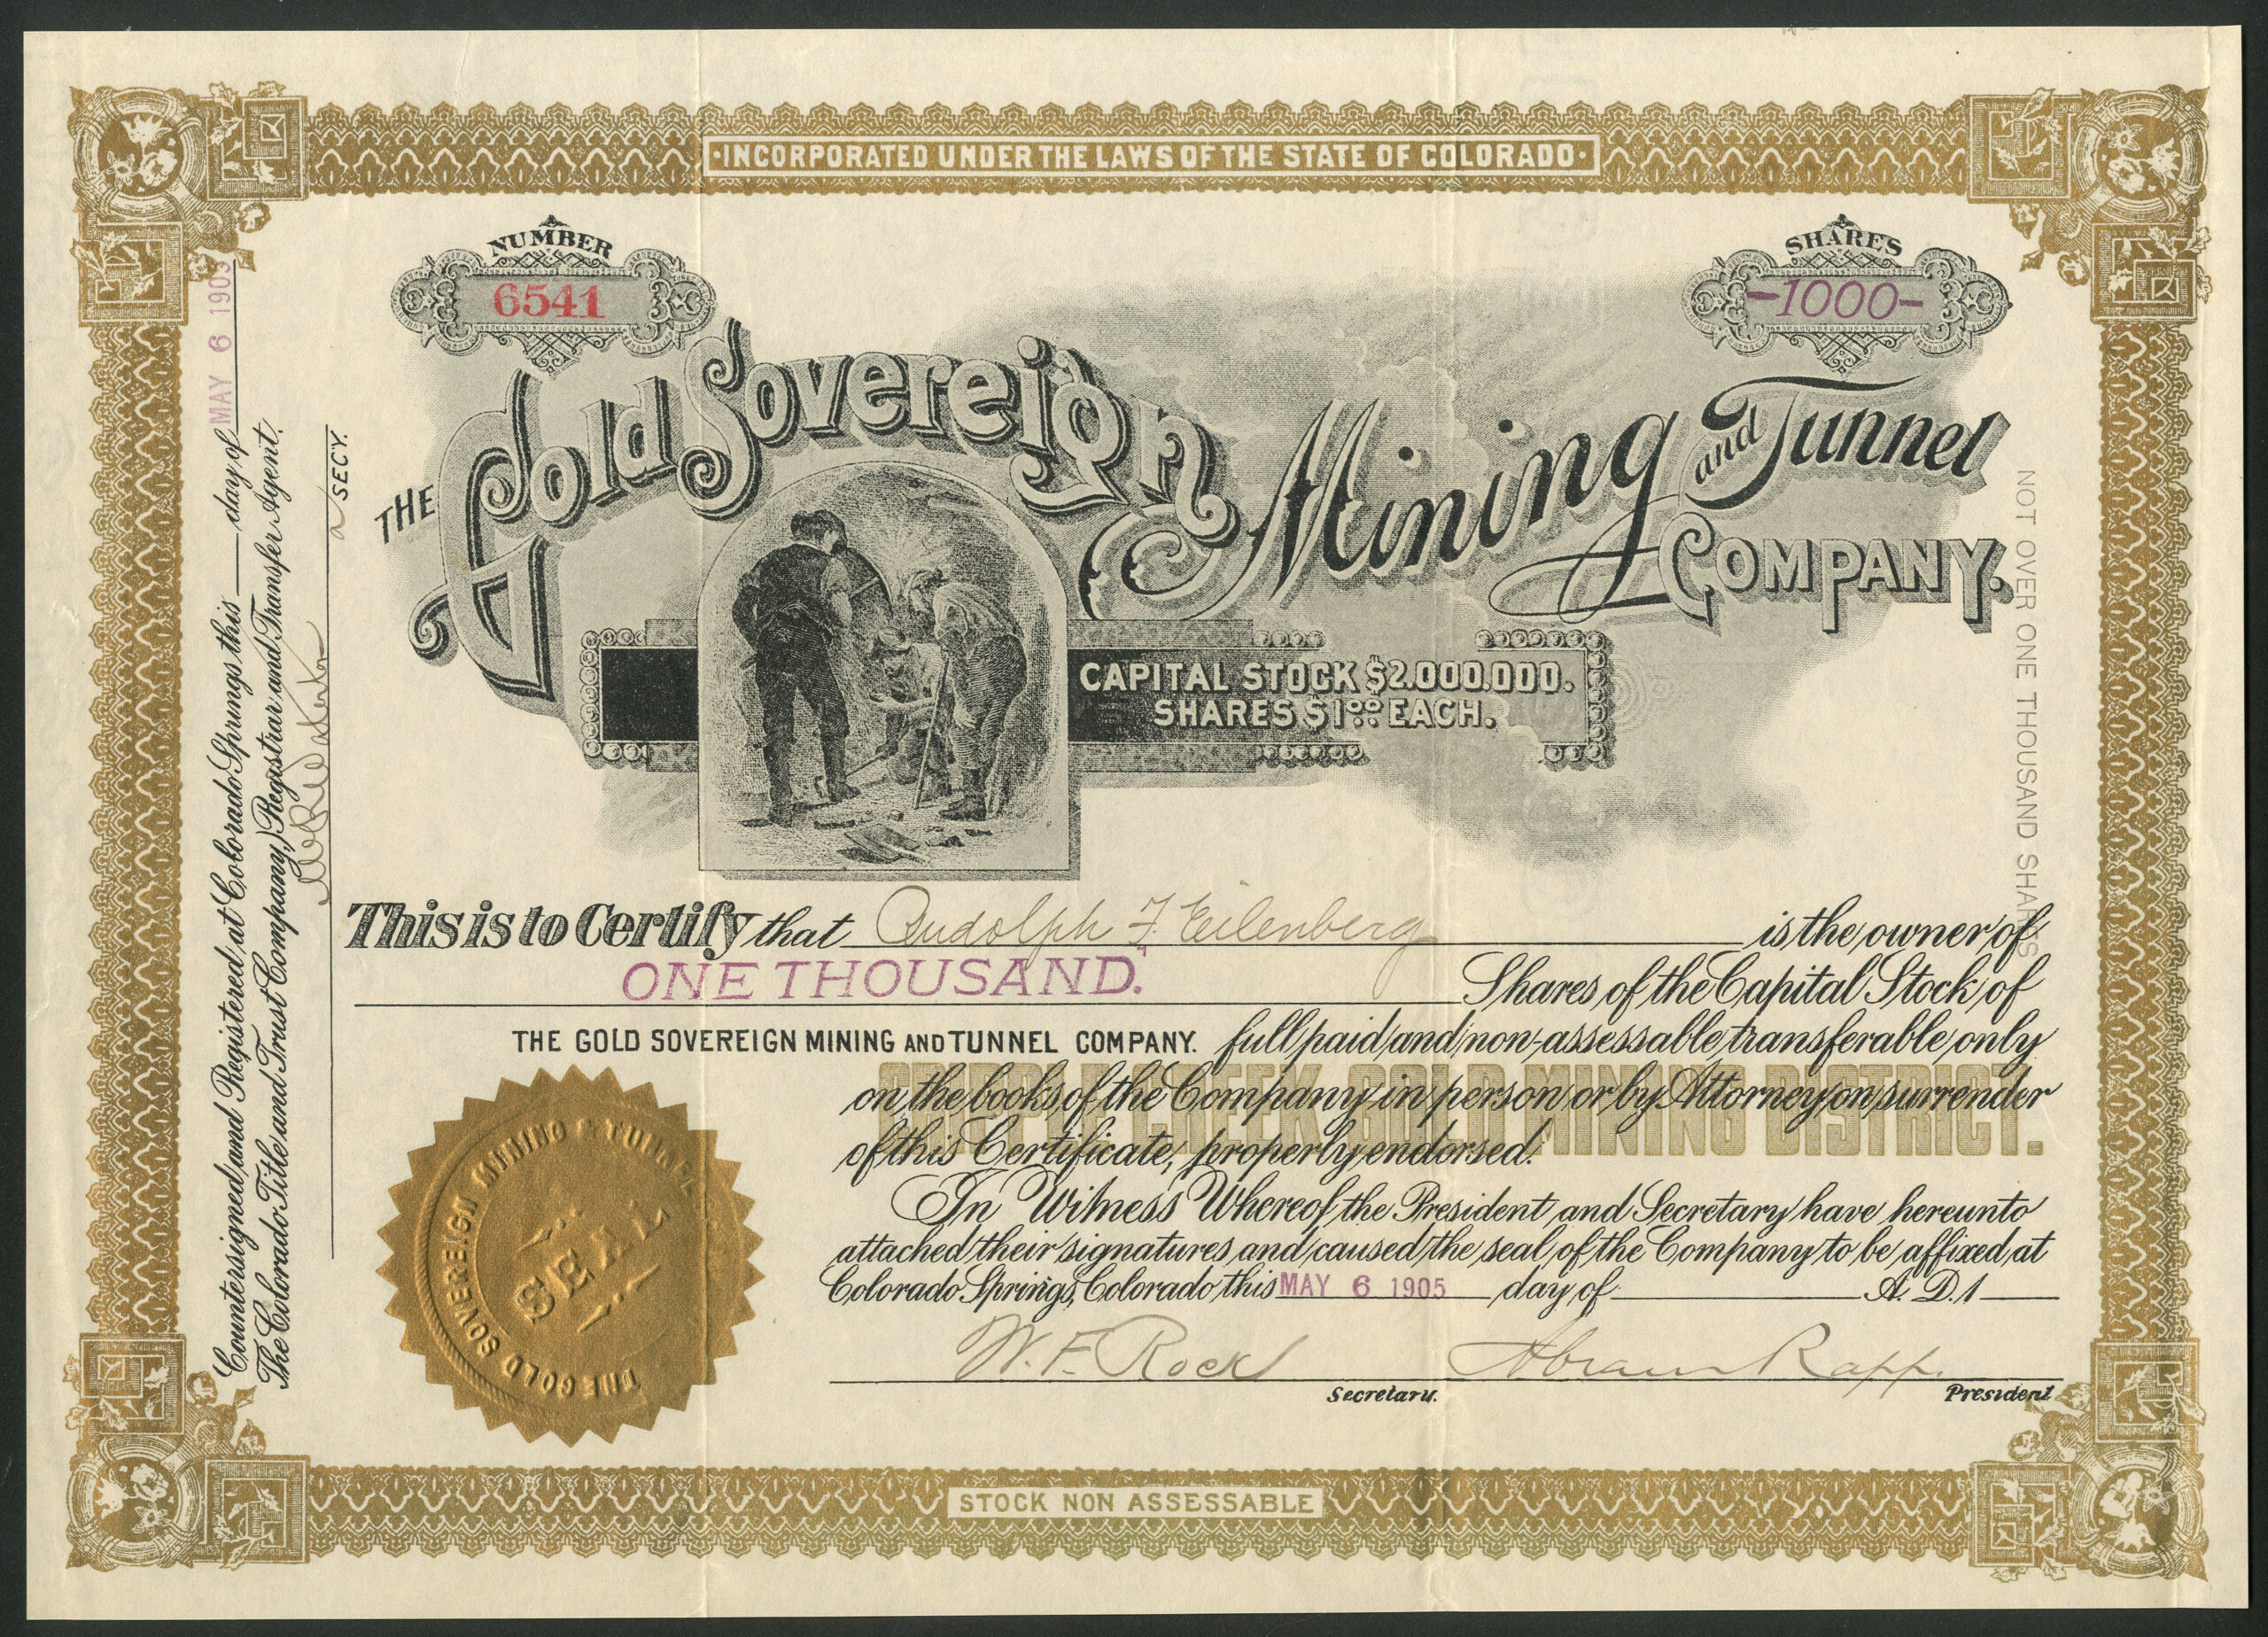 ·INCORPORATED UNDER THE LAWS OF THE STATE OF COLORADO·
NUMBER
6541
SHARES
-1000-
THE Gold Sovereign Mining and Tunnel COMPANY.
CAPITAL STOCK $2.000.000.
SHARES $1.00 EACH.
This is to Certify that Rudolph F. Eilenberg is the owner of
ONE THOUSAND. Shares of the Capital Stock of
THE GOLD SOVEREIGN MINING AND TUNNEL COMPANY. full paid and non-assessable transferable only
on the books of the Company in person or by Attorney on surrender
of this Certificate, properly endorsed.
CRIPPLE CREEK GOLD MINING DISTRICT.
In Witness Whereof the President and Secretary have hereunto
attached their signatures and caused the seal of the Company to be affixed at
Colorado Springs, Colorado this MAY 6 1905 day of A.D. 1
W. F. Rock
Secretary.
Abram Rapp.
President
THE GOLD SOVEREIGN MINING & TUNNEL
SEAL
STOCK NON ASSESSABLE
Countersigned and Registered at Colorado Springs this day of MAY 6 1903
The Colorado Title and Trust Company, Registrar and Transfer Agent.
SECY.
NOT OVER ONE THOUSAND SHARES